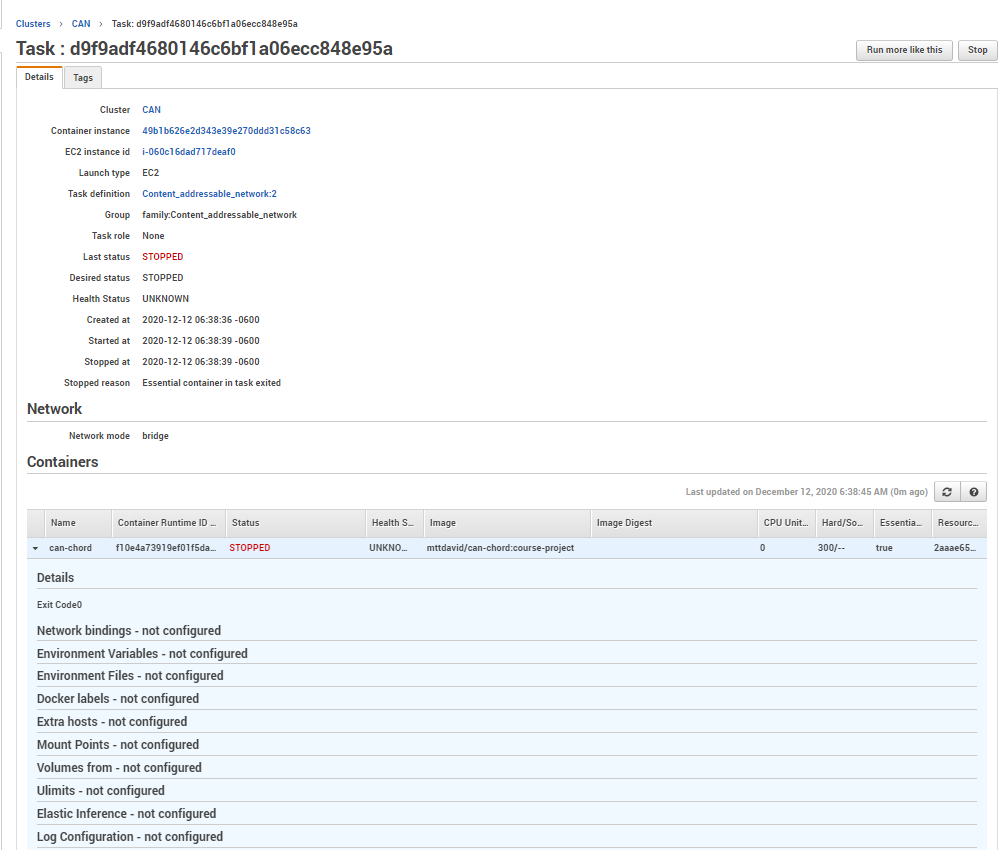 Clusters > CAN > Task: d9f9adf4680146c6bf1a06ecc848e95a
Task : d9f9adf4680146c6bf1a06ecc848e95a
Run more like this
Stop
Details
Tags
Cluster CAN
Container instance 49b1b626e2d343e39e270ddd31c58c63
EC2 instance id i-060c16dad717deaf0
Launch type EC2
Task definition Content_addressable_network:2
Group family:Content_addressable_network
Task role None
Last status STOPPED
Desired status STOPPED
Health Status UNKNOWN
Created at 2020-12-12 06:38:36 -0600
Started at 2020-12-12 06:38:39 -0600
Stopped at 2020-12-12 06:38:39 -0600
Stopped reason Essential container in task exited
Network
Network mode bridge
Containers
Last updated on December 12, 2020 6:38:45 AM (0m ago)
Name Container Runtime ID ... Status Health S... Image Image Digest CPU Unit... Hard/So... Essentia... Resourc...
can-chord f10e4a73919ef01f5da... STOPPED UNKNO... mttdavid/can-chord:course-project 0 300/-- true 2aaae65...
Details
Exit Code0
Network bindings - not configured
Environment Variables - not configured
Environment Files - not configured
Docker labels - not configured
Extra hosts - not configured
Mount Points - not configured
Volumes from - not configured
Ulimits - not configured
Elastic Inference - not configured
Log Configuration - not configured